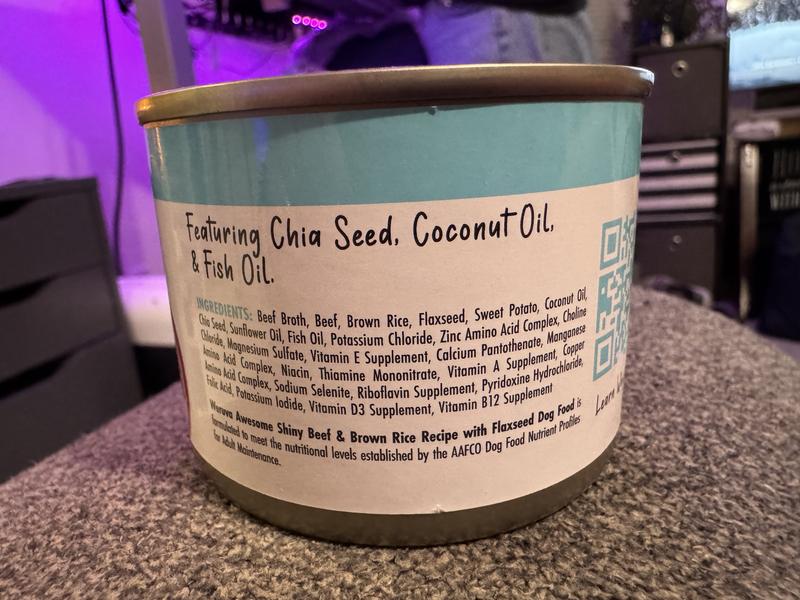 Featuring Chia Seed, Coconut Oil,
& Fish Oil.
INGREDIENTS: Beef Broth, Beef, Brown Rice, Flaxseed, Sweet Potato, Coconut Oil,
Chia Seed, Sunflower Oil, Fish Oil, Potassium Chloride, Zinc Amino Acid Complex, Choline
Chloride, Magnesium Sulfate, Vitamin E Supplement, Calcium Pantothenate, Manganese
Amino Acid Complex, Niacin, Thiamine Mononitrate, Vitamin A Supplement, Copper
Amino Acid Complex, Sodium Selenite, Riboflavin Supplement, Pyridoxine Hydrochloride,
Folic Acid, Potassium Iodide, Vitamin D3 Supplement, Vitamin B12 Supplement
Weruva Awesome Shiny Beef & Brown Rice Recipe with Flaxseed Dog Food is
formulated to meet the nutritional levels established by the AAFCO Dog Food Nutrient Profiles
for Adult Maintenance.
Learn